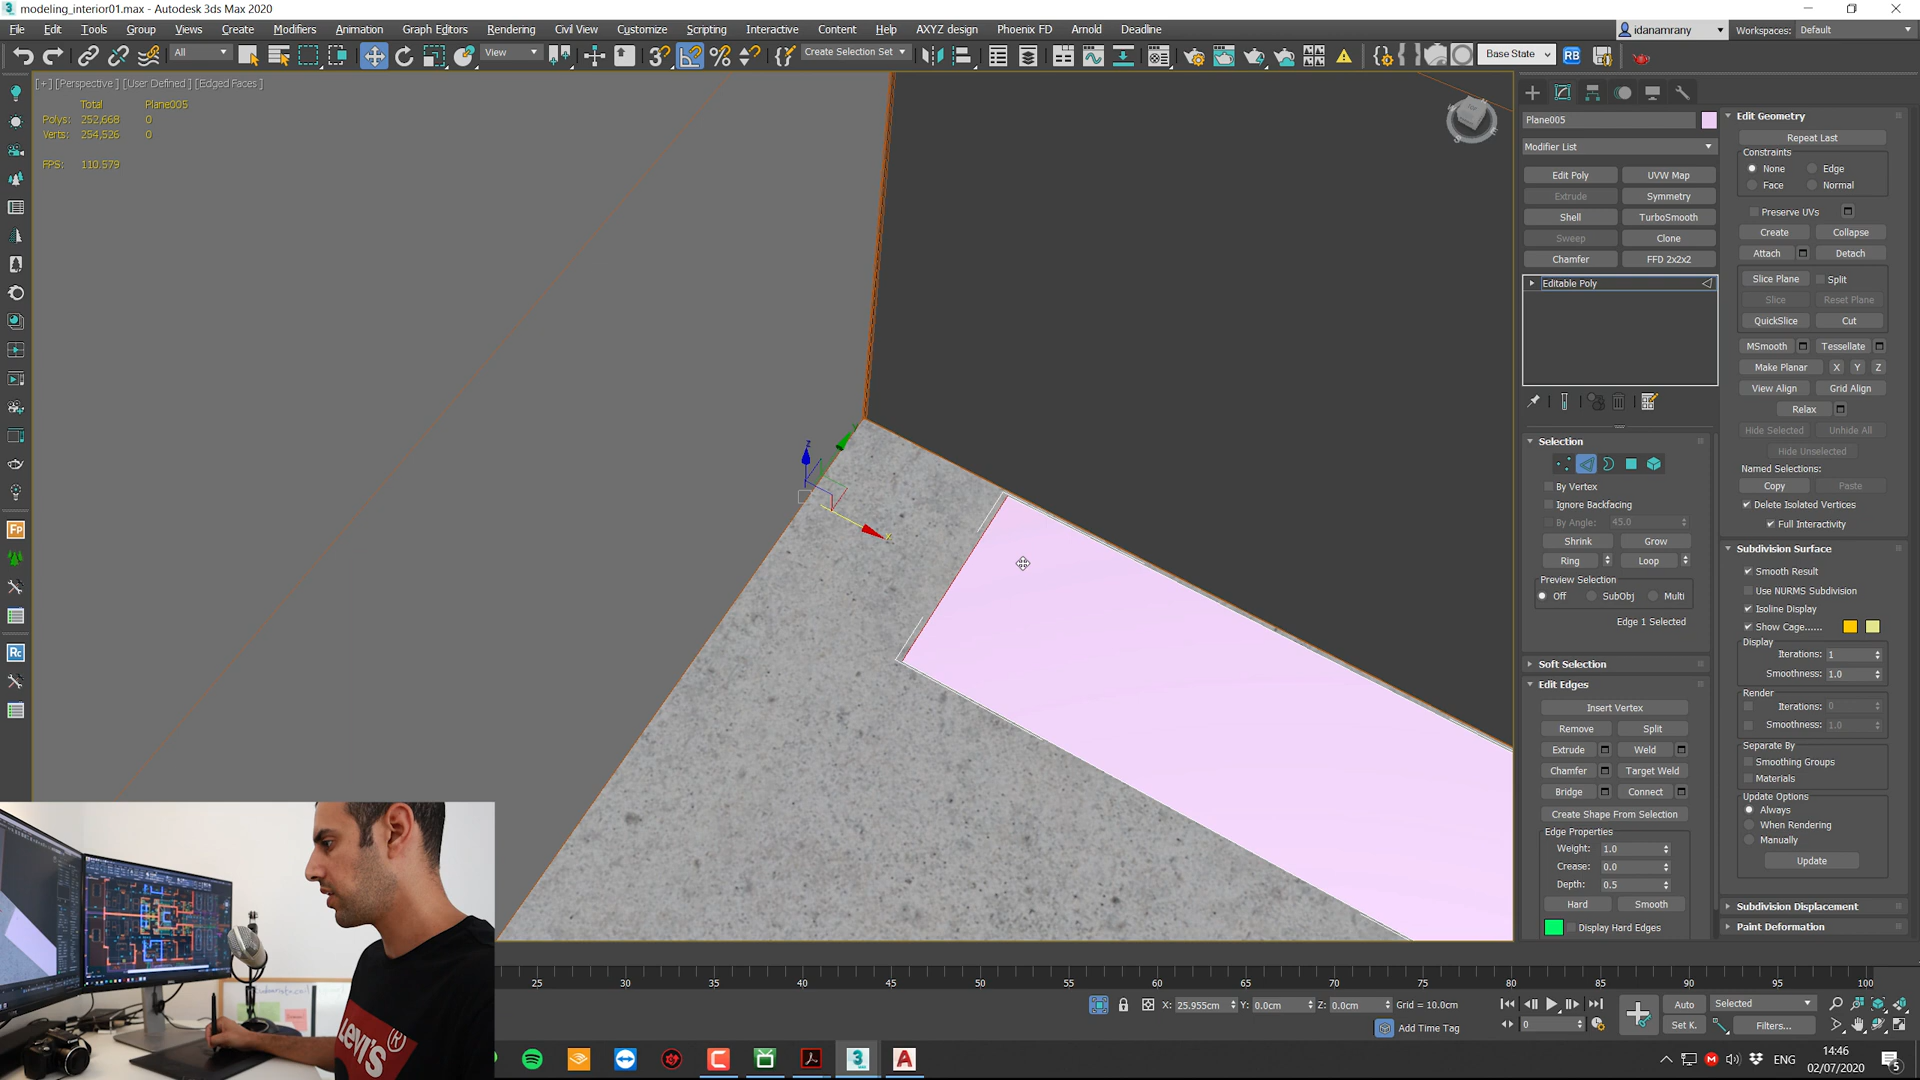 modeling_interior01.max - Autodesk 3ds Max 2020
File Edit Tools Group Views Create Modifiers Animation Graph Editors Rendering Civil View Customize Scripting Interactive Content Help AXYZ design Phoenix FD Arnold Deadline
idanamrany Workspaces: Default
All View Create Selection Set Base State RB
[+] [Perspective] [User Defined] [Edged Faces]
Total Plane005
Polys: 252,668 0
Verts: 254,526 0
FPS: 110.579
Fp
Rc
Plane005
Modifier List
Edit Poly UVW Map
Extrude Symmetry
Shell TurboSmooth
Sweep Clone
Chamfer FFD 2x2x2
Editable Poly
Selection
By Vertex
Ignore Backfacing
By Angle: 45.0
Shrink Grow
Ring Loop
Preview Selection
Off SubObj Multi
Edge 1 Selected
Soft Selection
Edit Edges
Insert Vertex
Remove Split
Extrude Weld
Chamfer Target Weld
Bridge Connect
Create Shape From Selection
Edge Properties
Weight: 1.0
Crease: 0.0
Depth: 0.5
Hard Smooth
Display Hard Edges
Edit Geometry
Repeat Last
Constraints
None Edge
Face Normal
Preserve UVs
Create Collapse
Attach Detach
Slice Plane Split
Slice Reset Plane
QuickSlice Cut
MSmooth Tessellate
Make Planar X Y Z
View Align Grid Align
Relax
Hide Selected Unhide All
Hide Unselected
Named Selections:
Copy Paste
Delete Isolated Vertices
Full Interactivity
Subdivision Surface
Smooth Result
Use NURMS Subdivision
Isoline Display
Show Cage......
Display
Iterations: 1
Smoothness: 1.0
Render
Iterations: 0
Smoothness: 1.0
Separate By
Smoothing Groups
Materials
Update Options
Always
When Rendering
Manually
Update
Subdivision Displacement
Paint Deformation
25 30 35 40 45 50 55 60 65 70 75 80 85 90 95 100
X: 25.955cm Y: 0.0cm Z: 0.0cm Grid = 10.0cm
Add Time Tag
0
Auto Selected
Set K. Filters...
ENG
14:46
02/07/2020
5
LEVI'S